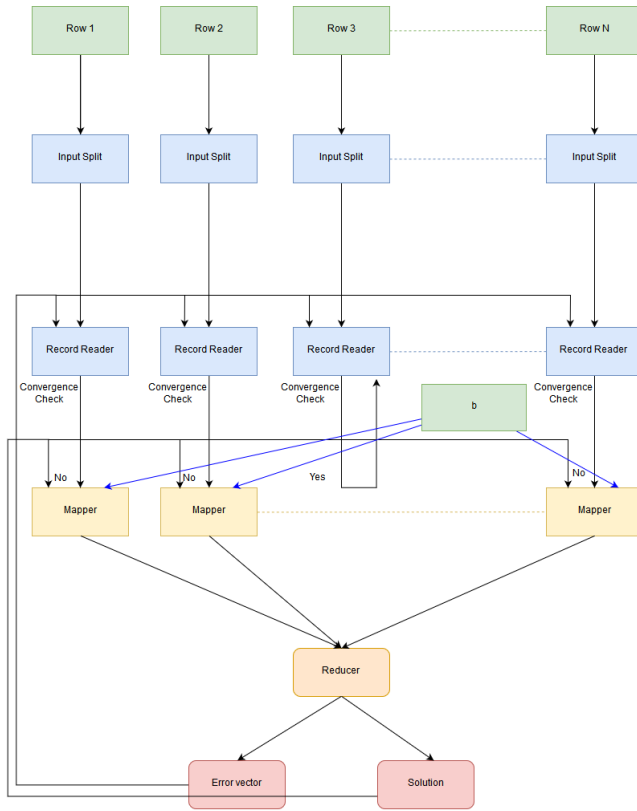 Row 1
Row 2
Row 3
Row N
Input Split
Input Split
Input Split
Input Split
Record Reader
Record Reader
Record Reader
Record Reader
Convergence
Check
Convergence
Check
Convergence
Check
Convergence
Check
b
No
No
Yes
No
Mapper
Mapper
Mapper
Reducer
Error vector
Solution